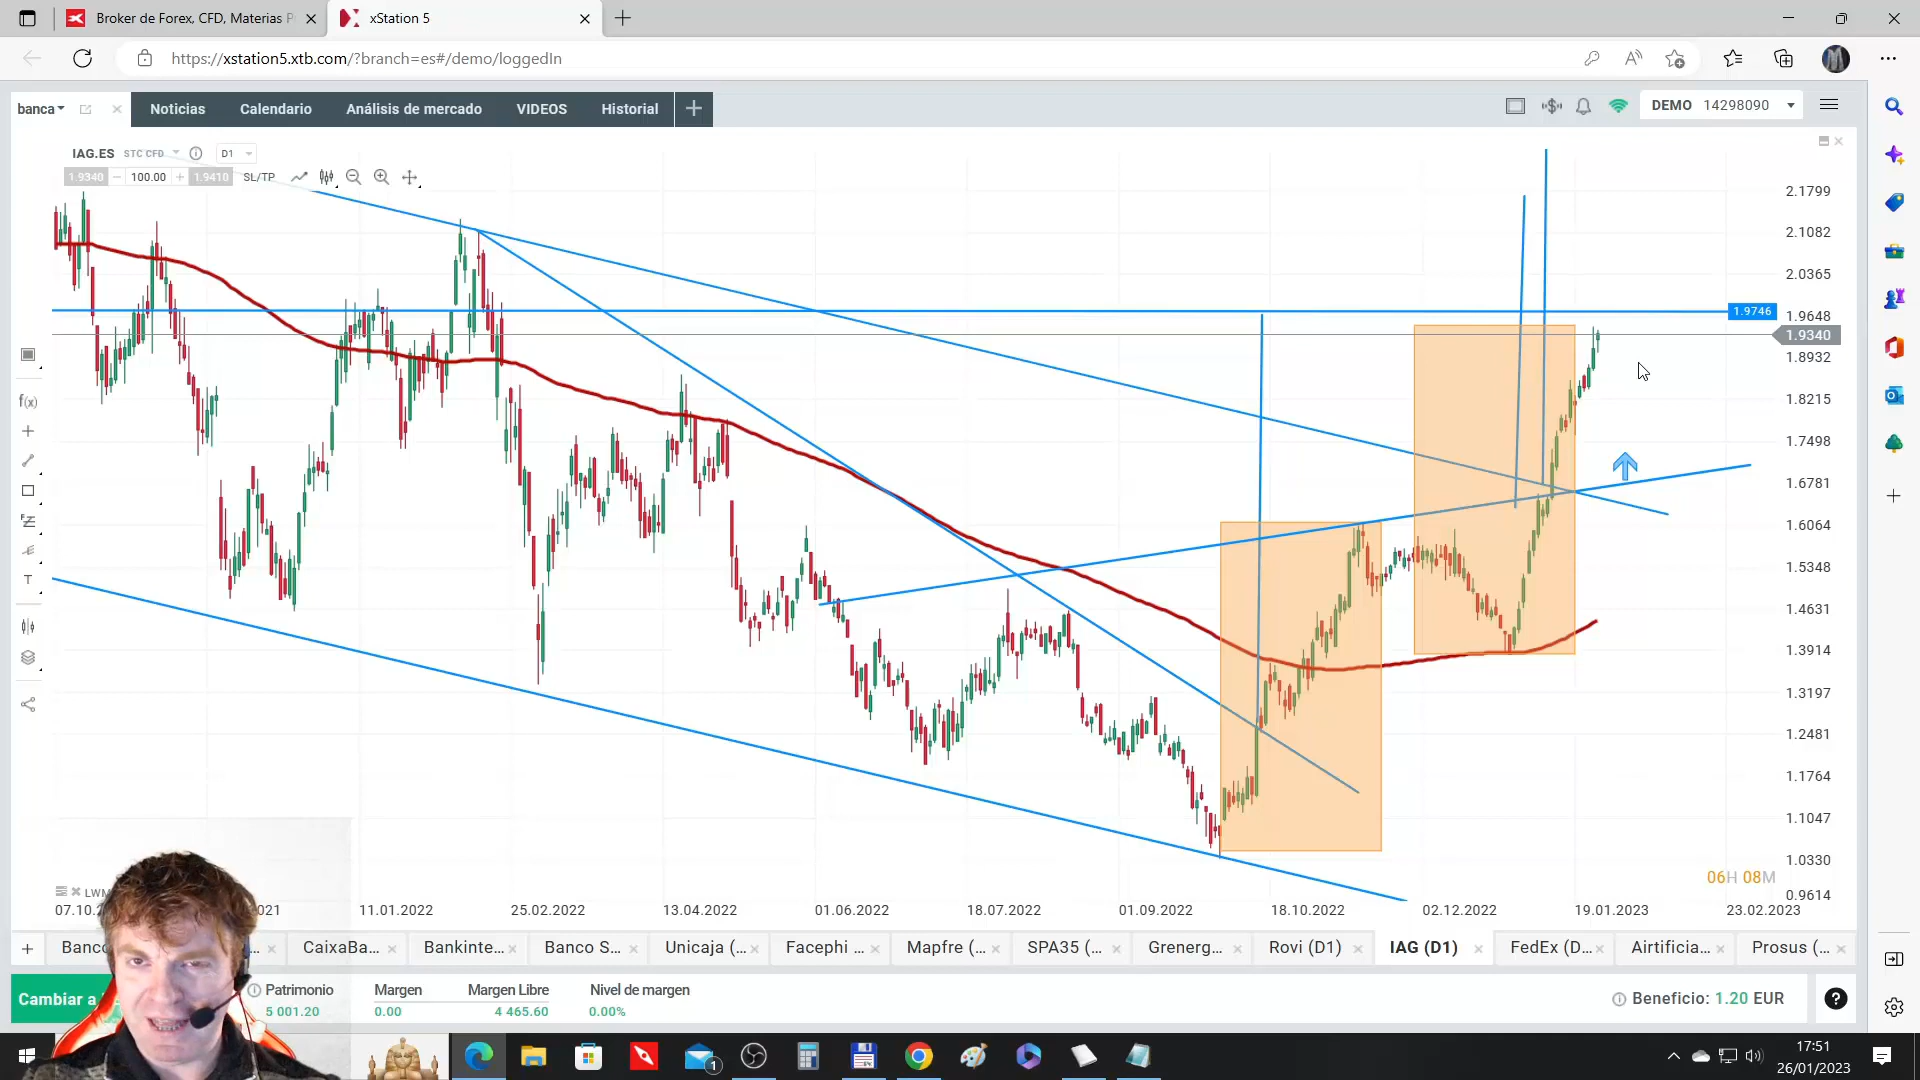 Broker de Forex, CFD, Materias P
xStation 5
https://xstation5.xtb.com/?branch=es#/demo/loggedIn
banca
Noticias
Calendario
Análisis de mercado
VIDEOS
Historial
DEMO 14298090
IAG.ES STC CFD D1
1.9340 100.00 1.9410 SL/TP
2.1799
2.1082
2.0365
1.9746
1.9648
1.9340
1.8932
1.8215
1.7498
1.6781
1.6064
1.5348
1.4631
1.3914
1.3197
1.2481
1.1764
1.1047
1.0330
0.9614
f(x)
T
06H 08M
LWM
07.10. 021 11.01.2022 25.02.2022 13.04.2022 01.06.2022 18.07.2022 01.09.2022 18.10.2022 02.12.2022 19.01.2023 23.02.2023
Banco
...
CaixaBa...
Bankinte...
Banco S...
Unicaja (...
Facephi ...
Mapfre (...
SPA35 (...
Grenerg...
Rovi (D1)
IAG (D1)
FedEx (D...
Airtificia...
Prosus (...
Cambiar a
Patrimonio
5 001.20
Margen
0.00
Margen Libre
4 465.60
Nivel de margen
0.00%
Beneficio: 1.20 EUR
1
17:51
26/01/2023